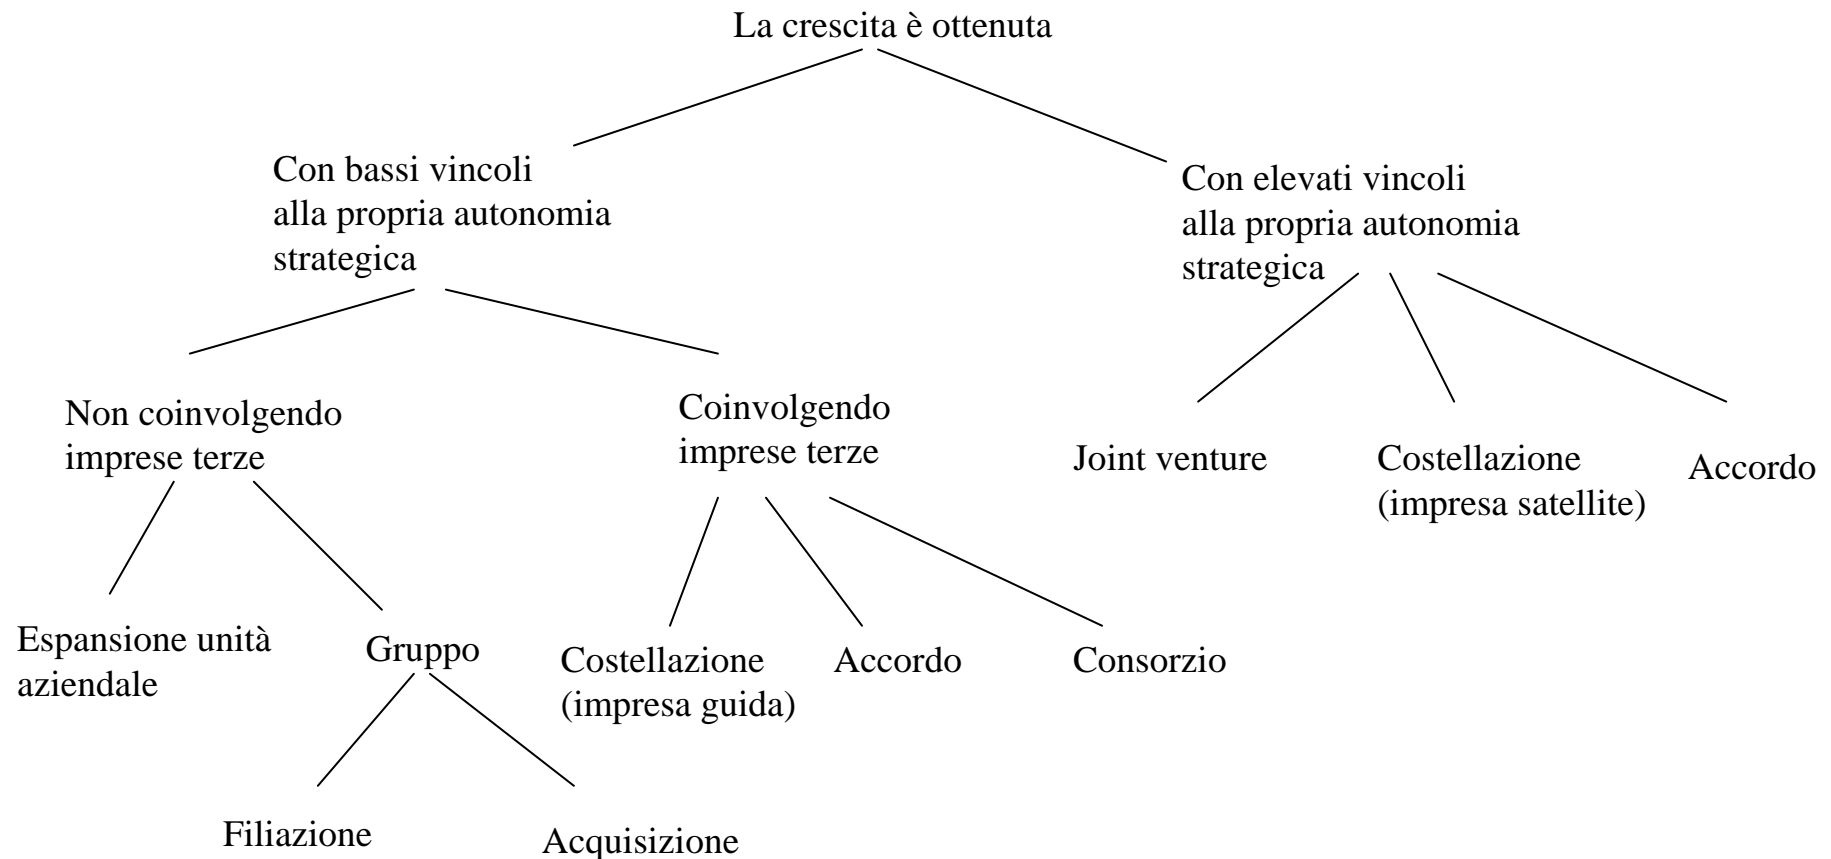 La crescita è ottenuta
Con bassi vincoli
alla propria autonomia
strategica
Con elevati vincoli
alla propria autonomia
strategica
Non coinvolgendo
imprese terze
Coinvolgendo
imprese terze
Joint venture
Costellazione
(impresa satellite)
Accordo
Espansione unità
aziendale
Gruppo
Costellazione
(impresa guida)
Accordo
Consorzio
Filiazione
Acquisizione